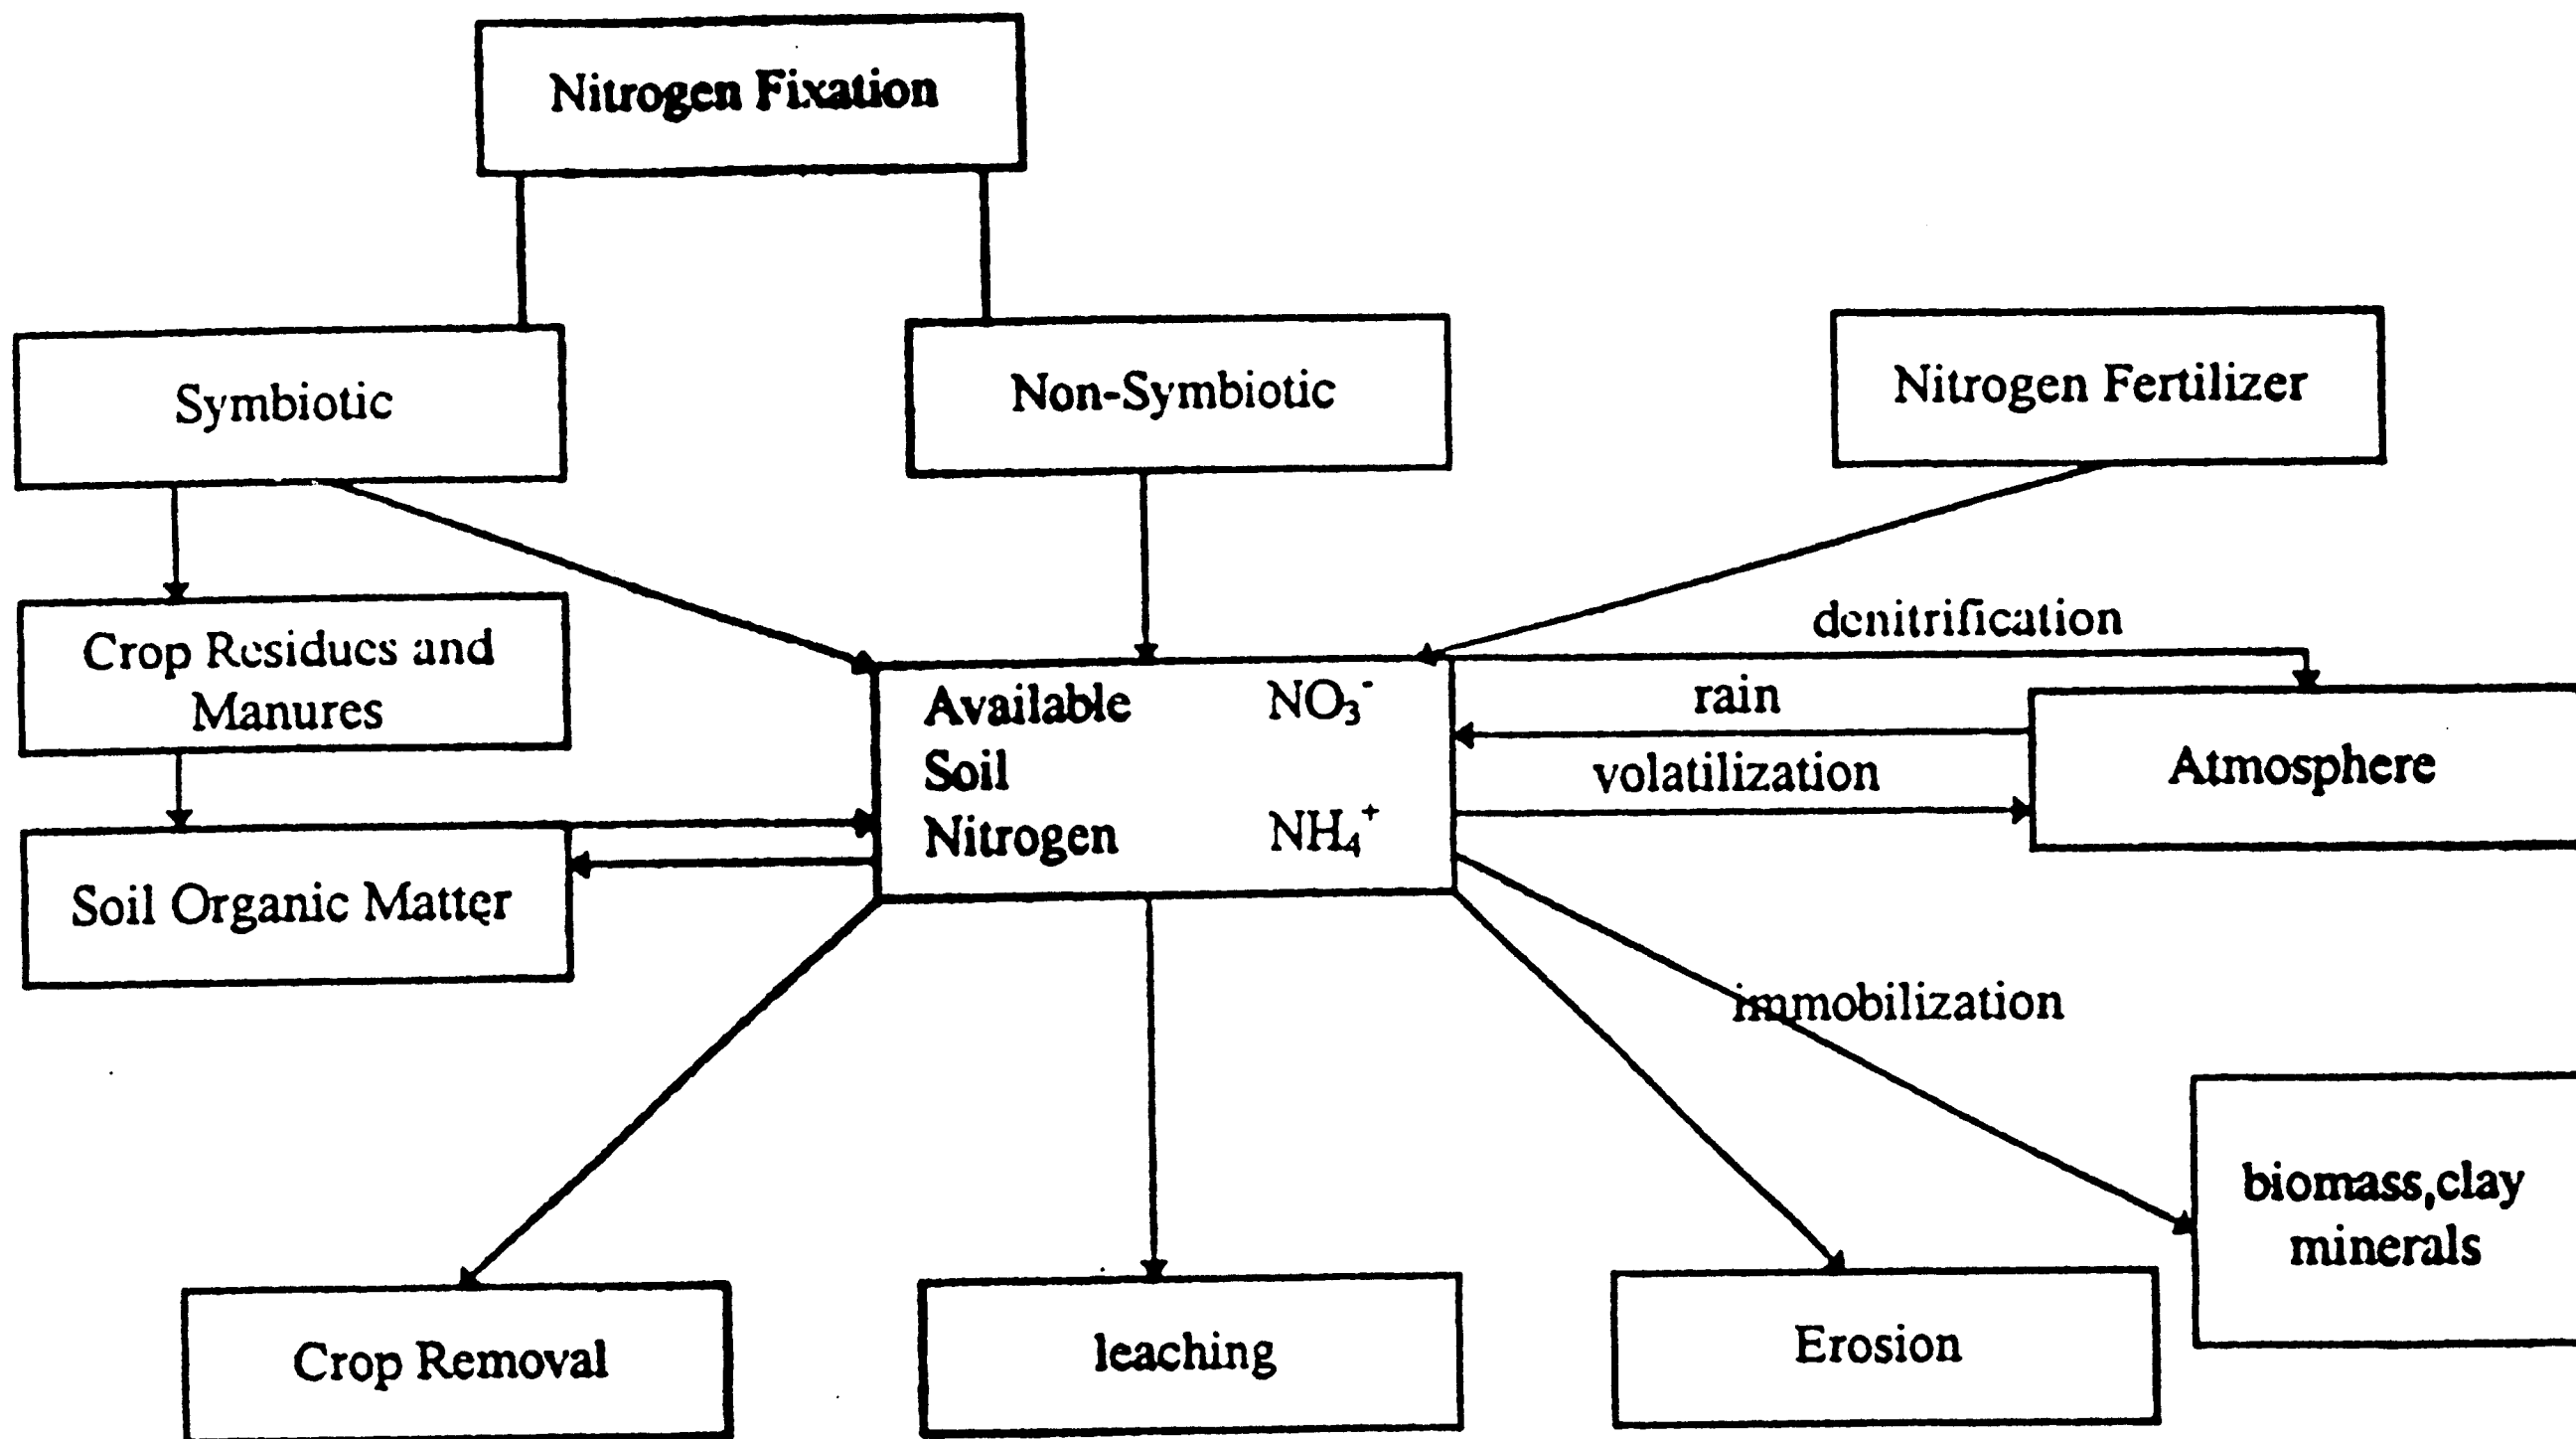 Nitrogen Fixation
Symbiotic
Non-Symbiotic
Nitrogen Fertilizer
Crop Residues and
Manures
denitrification
Available NO₃⁻
Soil
Nitrogen NH₄⁺
rain
volatilization
Atmosphere
Soil Organic Matter
immobilization
biomass,clay
minerals
Crop Removal
leaching
Erosion